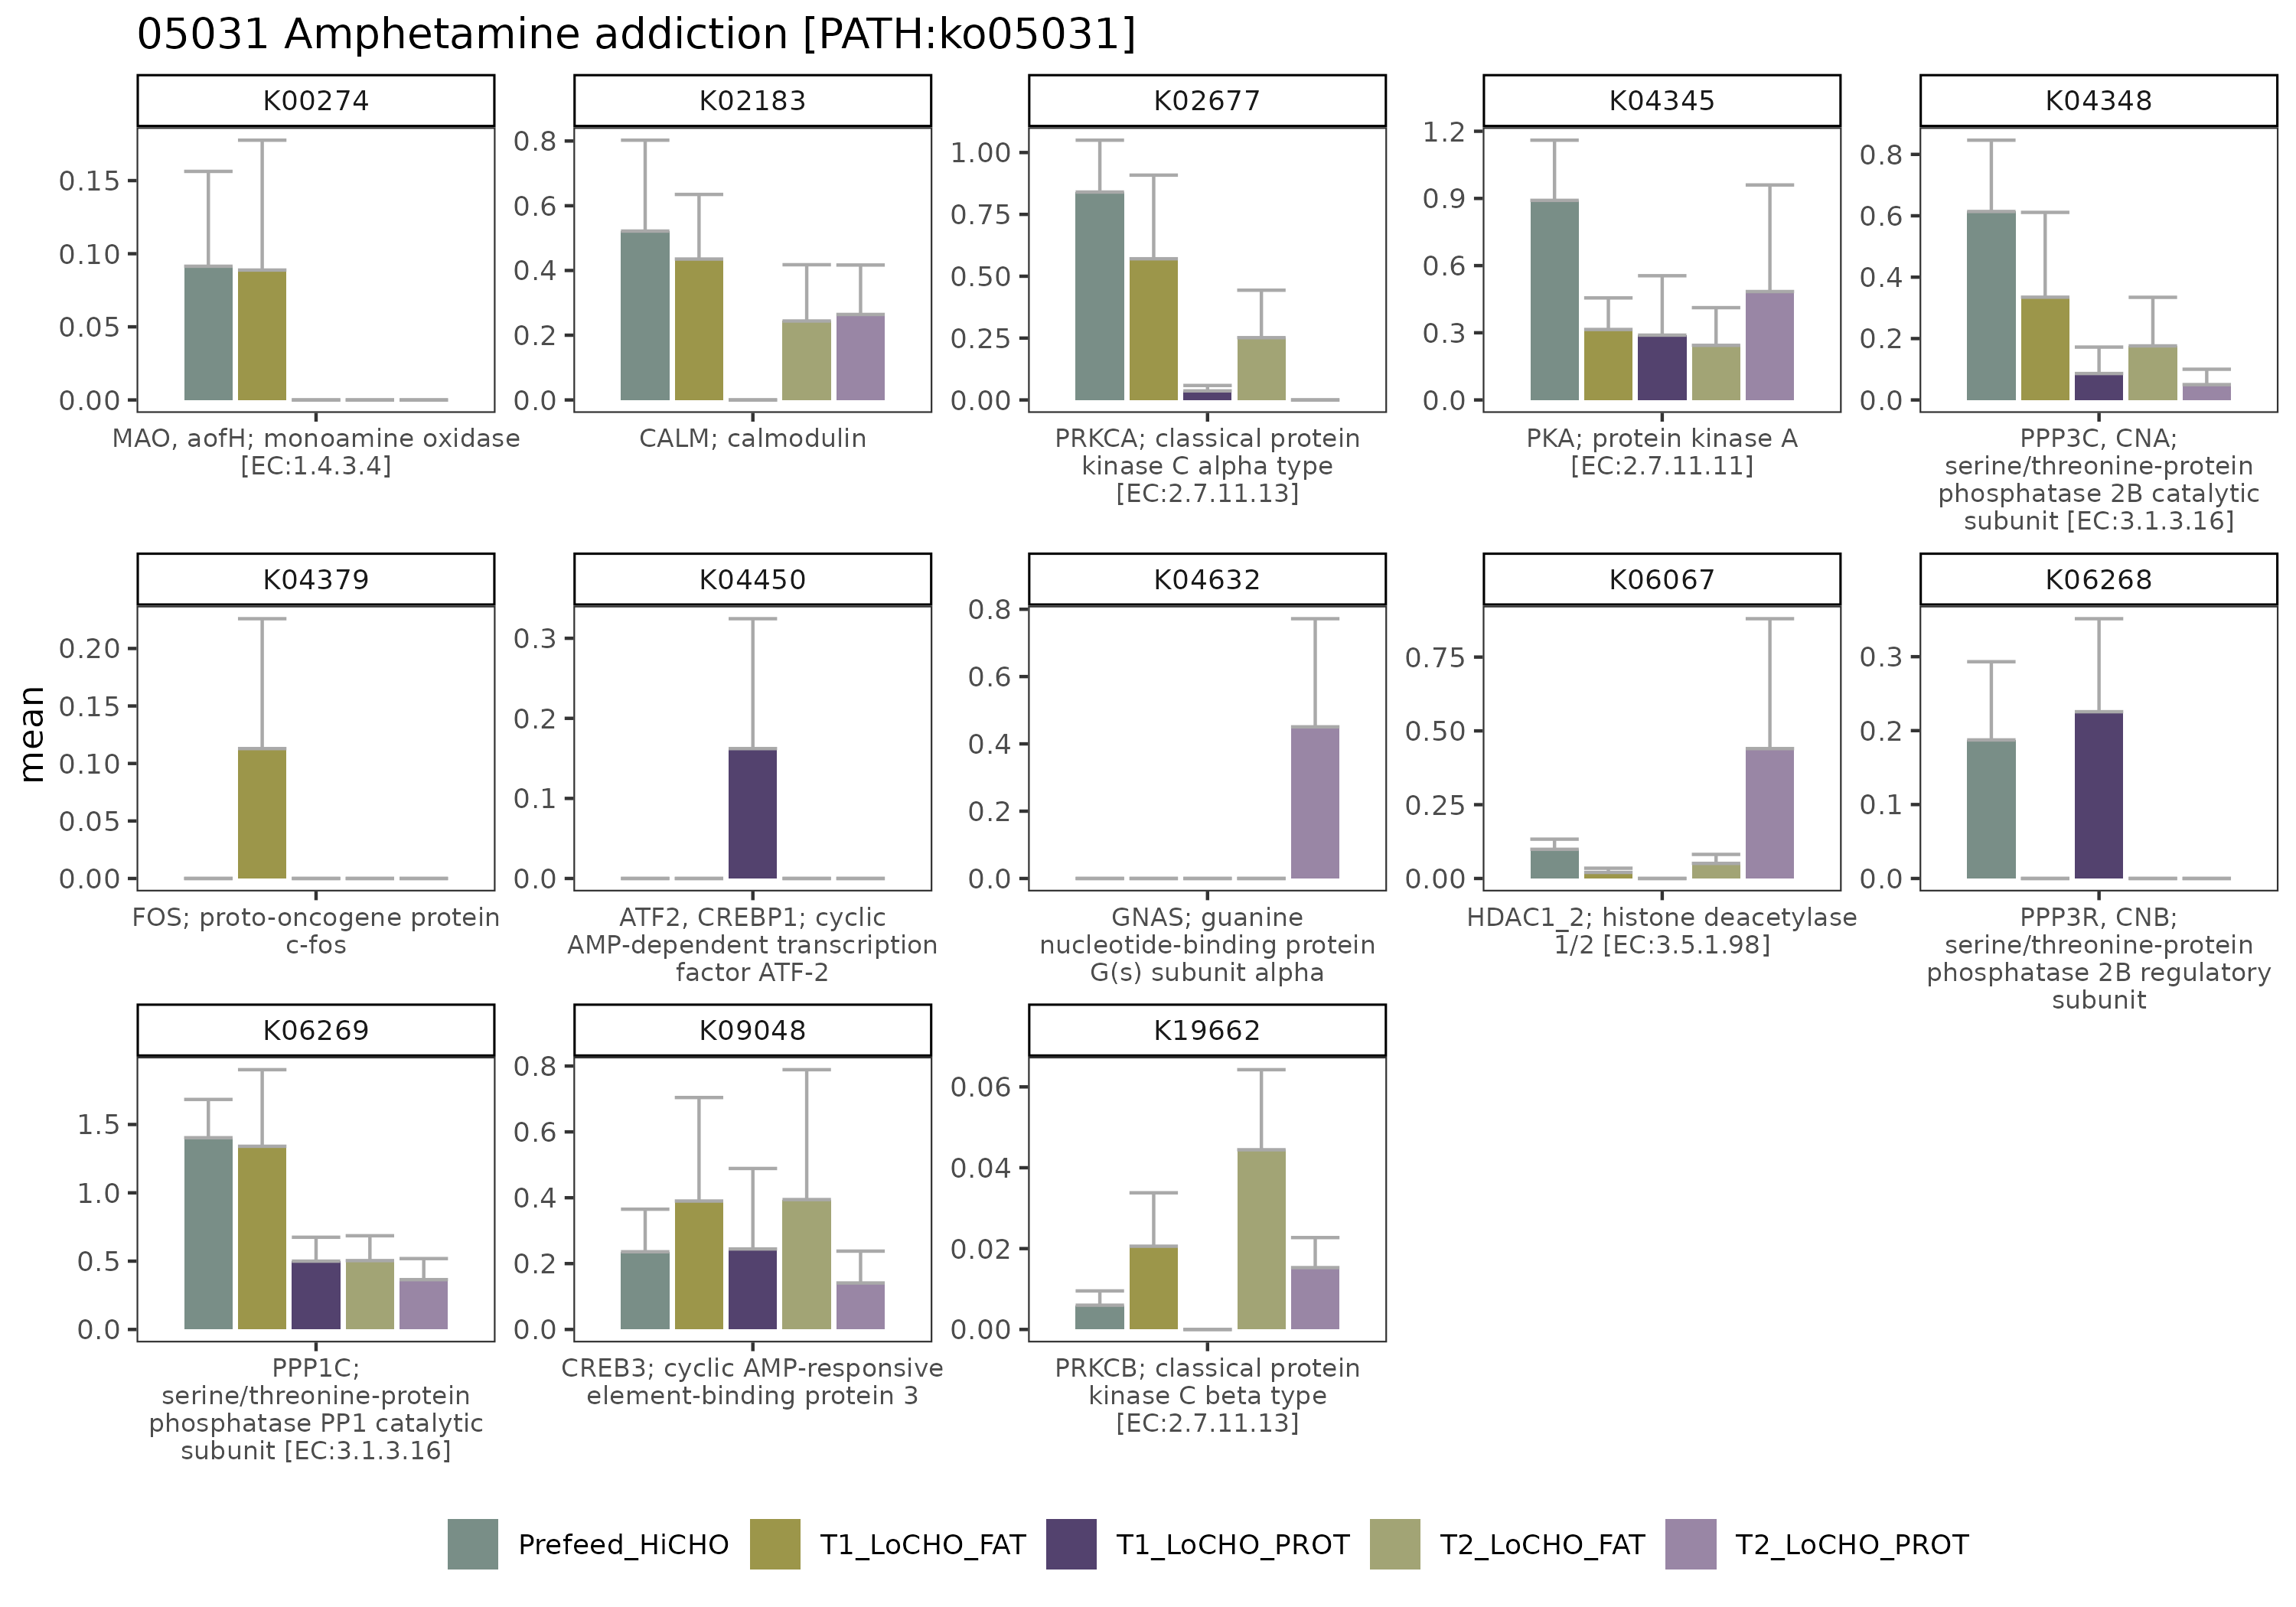 05031 Amphetamine addiction [PATH:ko05031]
K00274
K02183
K02677
K04345
K04348
0.15
0.10
0.05
0.00
0.8
0.6
0.4
0.2
0.0
1.00
0.75
0.50
0.25
0.00
1.2
0.9
0.6
0.3
0.0
0.8
0.6
0.4
0.2
0.0
MAO, aofH; monoamine oxidase
[EC:1.4.3.4]
CALM; calmodulin
PRKCA; classical protein
kinase C alpha type
[EC:2.7.11.13]
PKA; protein kinase A
[EC:2.7.11.11]
PPP3C, CNA;
serine/threonine-protein
phosphatase 2B catalytic
subunit [EC:3.1.3.16]
mean
K04379
K04450
K04632
K06067
K06268
0.20
0.15
0.10
0.05
0.00
0.3
0.2
0.1
0.0
0.8
0.6
0.4
0.2
0.0
0.75
0.50
0.25
0.00
0.3
0.2
0.1
0.0
FOS; proto-oncogene protein
c-fos
ATF2, CREBP1; cyclic
AMP-dependent transcription
factor ATF-2
GNAS; guanine
nucleotide-binding protein
G(s) subunit alpha
HDAC1_2; histone deacetylase
1/2 [EC:3.5.1.98]
PPP3R, CNB;
serine/threonine-protein
phosphatase 2B regulatory
subunit
K06269
K09048
K19662
1.5
1.0
0.5
0.0
0.8
0.6
0.4
0.2
0.0
0.06
0.04
0.02
0.00
PPP1C;
serine/threonine-protein
phosphatase PP1 catalytic
subunit [EC:3.1.3.16]
CREB3; cyclic AMP-responsive
element-binding protein 3
PRKCB; classical protein
kinase C beta type
[EC:2.7.11.13]
Prefeed_HiCHO
T1_LoCHO_FAT
T1_LoCHO_PROT
T2_LoCHO_FAT
T2_LoCHO_PROT